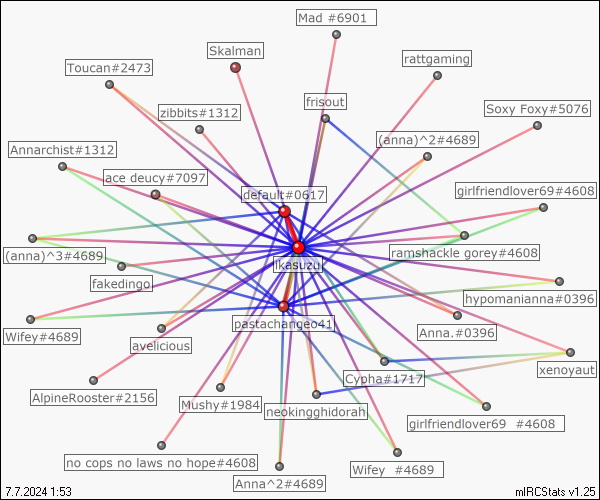 Mad #6901
Skalman
rattgaming
Toucan#2473
frisout
zibbits#1312
Soxy Foxy#5076
(anna)^2#4689
Annarchist#1312
ace deucy#7097
default#0617
girlfriendlover69#4608
(anna)^3#4689
ramshackle gorey#4608
ikasuzu
fakedingo
hypomanianna#0396
pastachangeo41
Anna.#0396
Wifey#4689
avelicious
xenoyaut
Cypha#1717
AlpineRooster#2156
Mushy#1984
neokingghidorah
girlfriendlover69 #4608
no cops no laws no hope#4608
Wifey #4689
Anna^2#4689
7.7.2024 1:53
mIRCStats v1.25